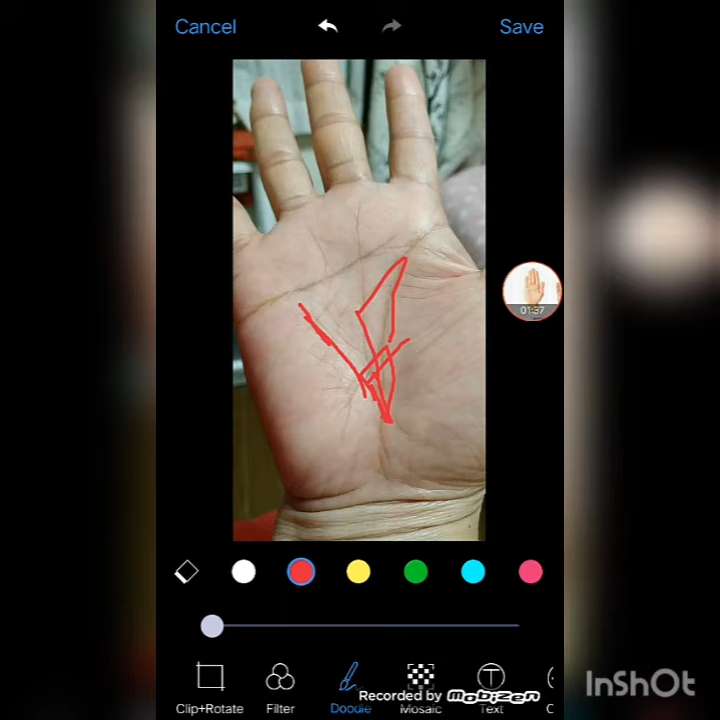 Cancel
Save
01:37
Clip+Rotate
Filter
Doodle
Mosaic
Text
Recorded by mobizen
InShOt